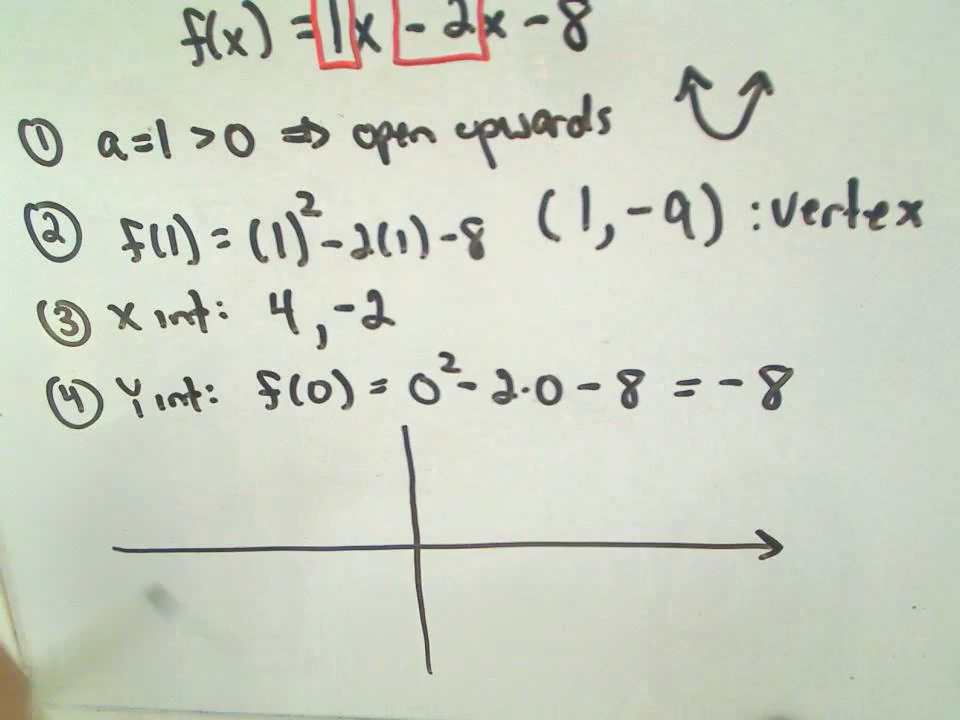 f(x) = 1x - 2x - 8
① a=1 >0 ⇒ open upwards
② f(1) = (1)² - 2(1) - 8 (1, -9) : vertex
③ X int: 4, -2
④ Y int: f(0) = 0² - 2·0 - 8 = -8